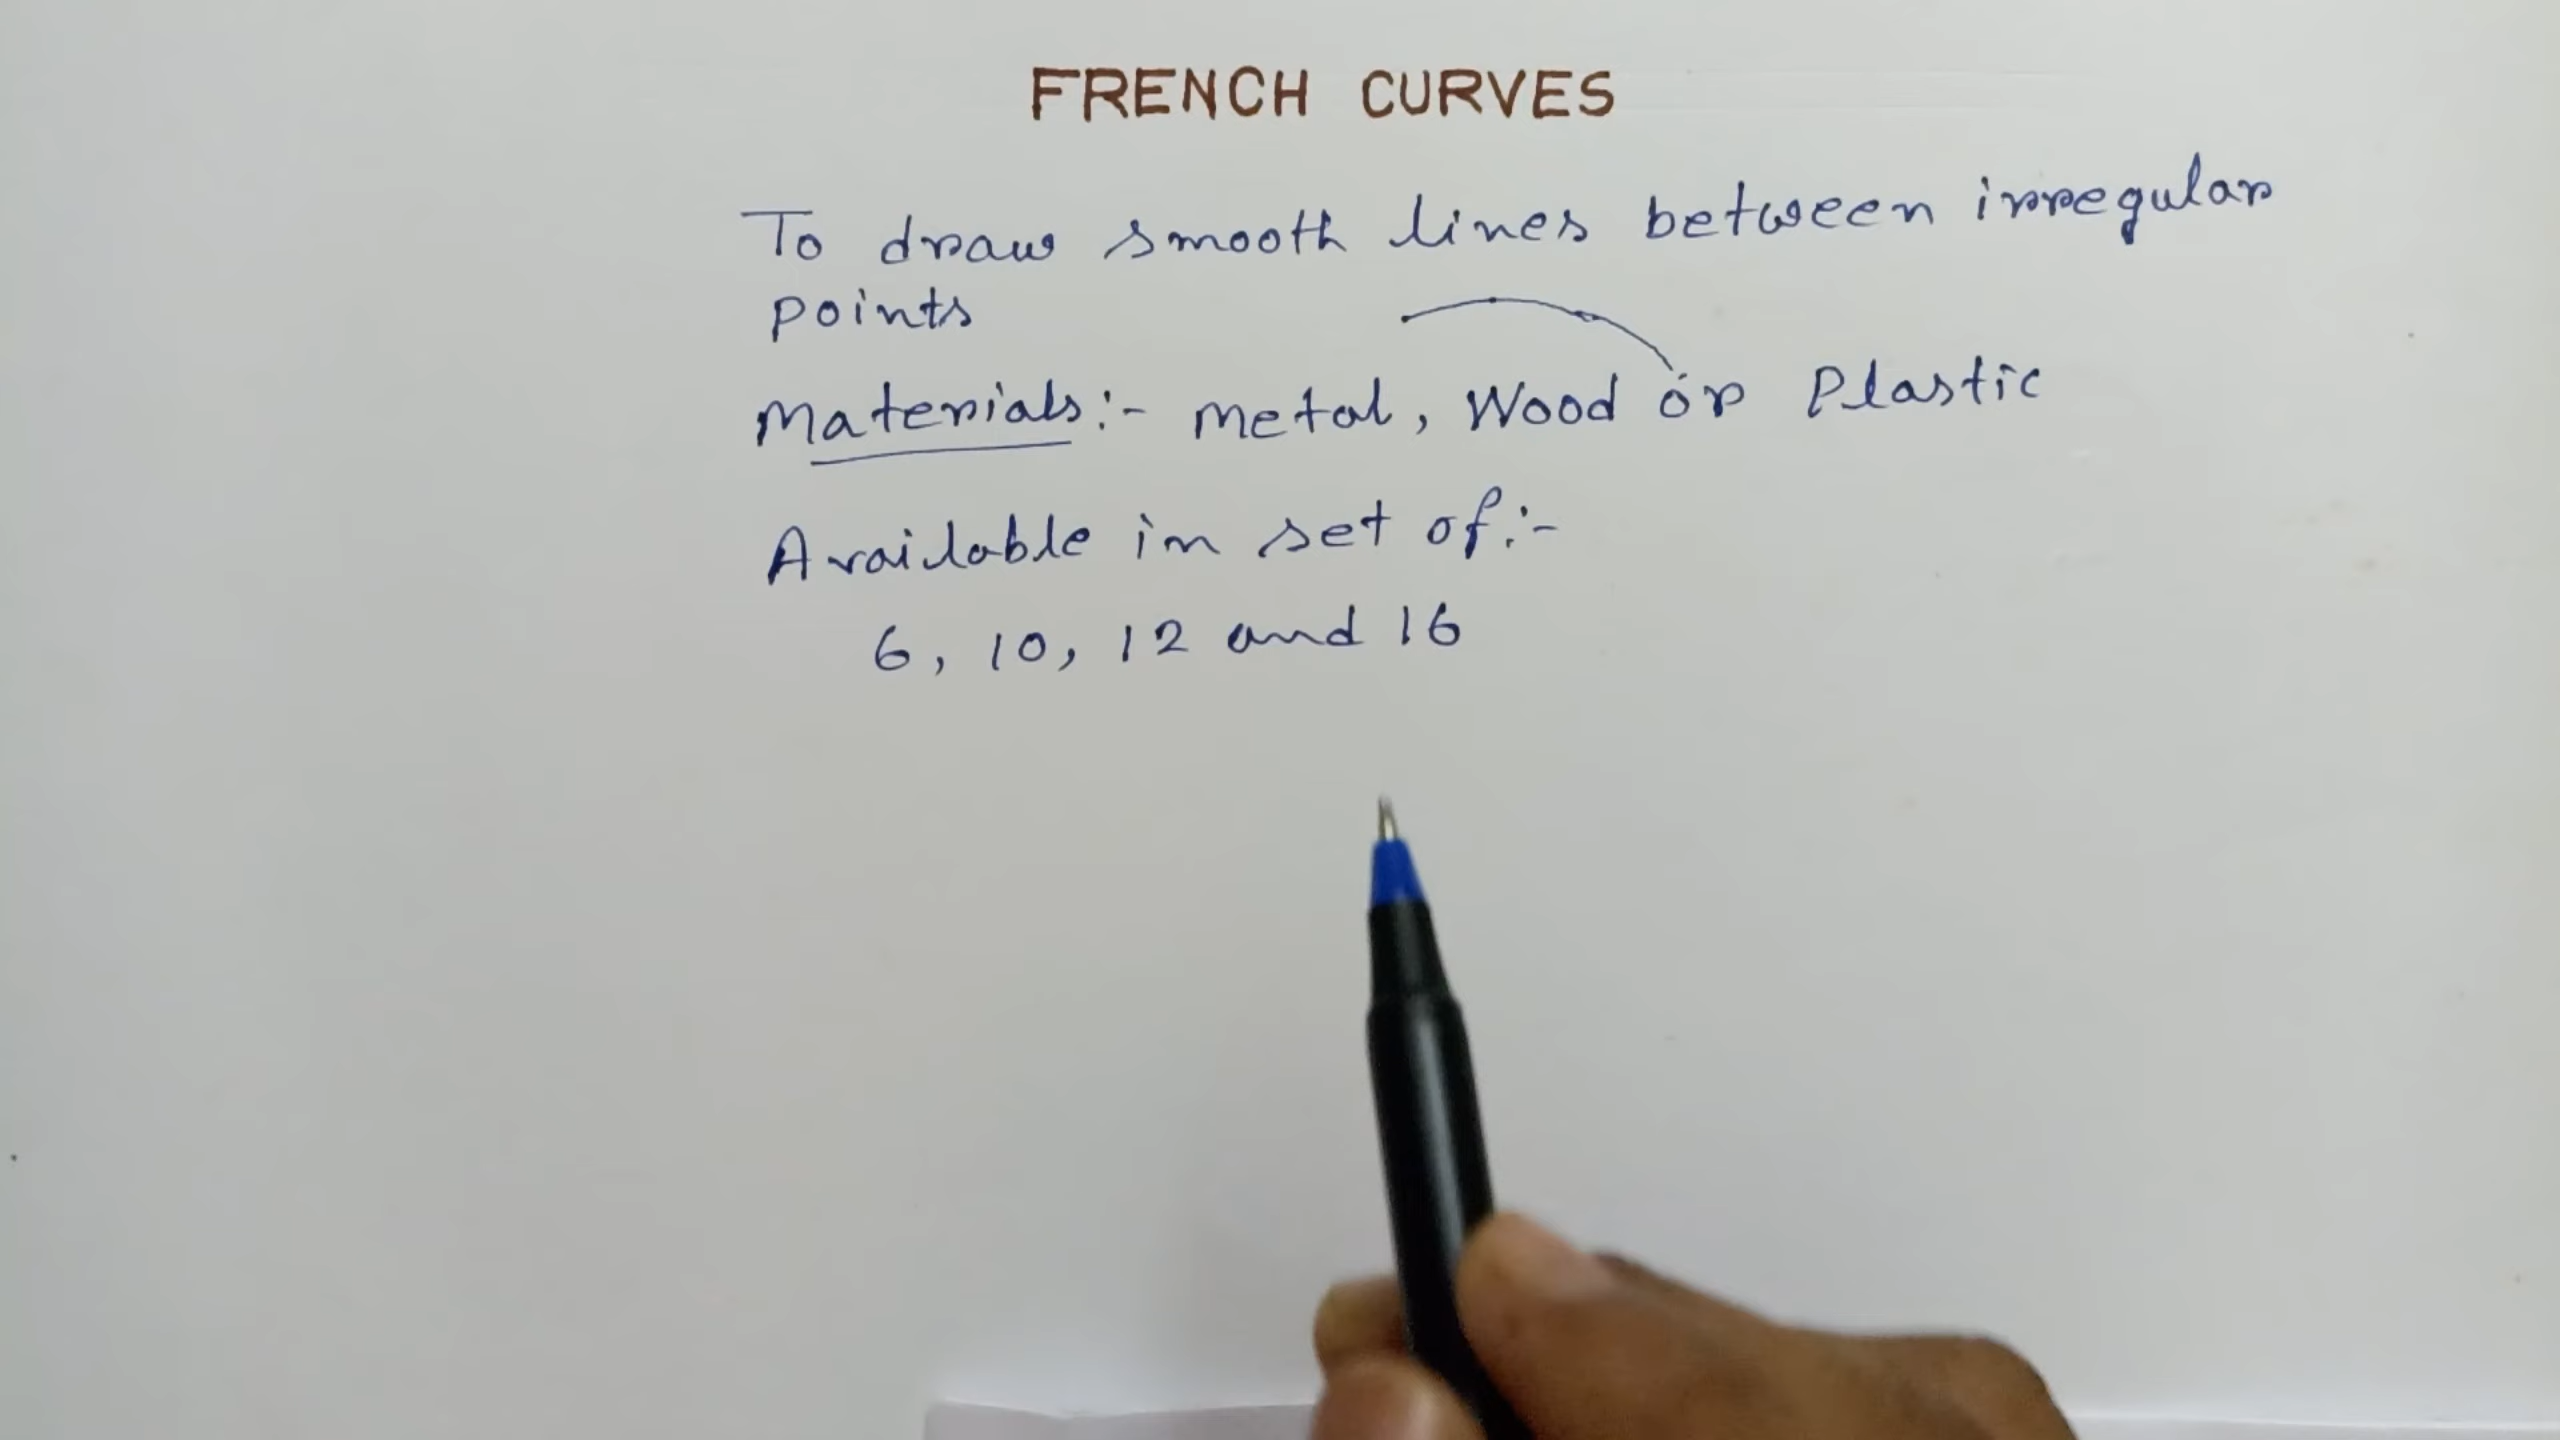 FRENCH CURVES
To draw smooth lines between irregular
points
Materials:- Metal, Wood or Plastic
Available in set of:-
6, 10, 12 and 16